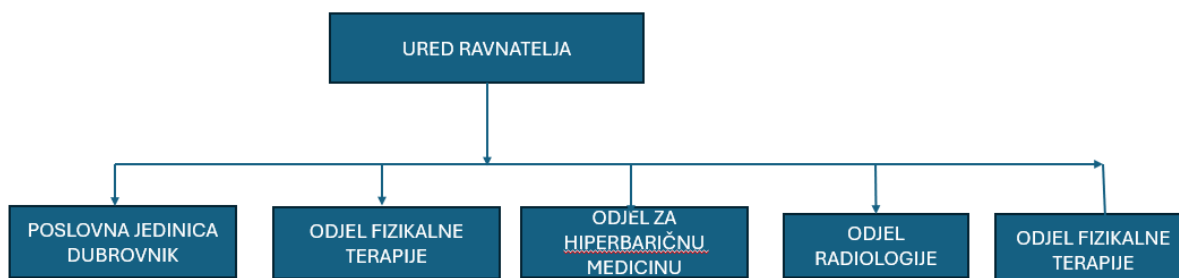 URED RAVNATELJA
POSLOVNA JEDINICA
DUBROVNIK
ODJEL FIZIKALNE
TERAPIJE
ODJEL ZA
HIPERBARIČNU
MEDICINU
ODJEL
RADIOLOGIJE
ODJEL FIZIKALNE
TERAPIJE